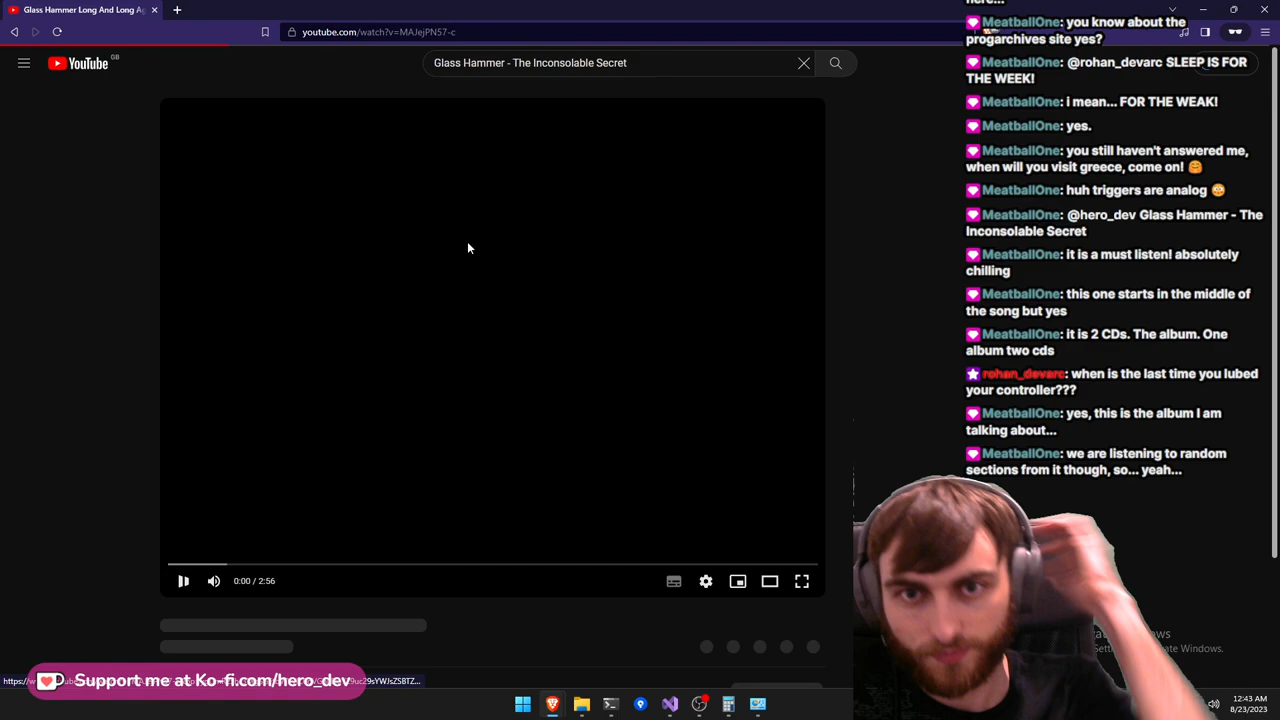 Glass Hammer Long And Long Ag
youtube.com/watch?v=MAJejPN57-c
YouTube
GB
Glass Hammer - The Inconsolable Secret
here...
MeatballOne: you know about the
progarchives site yes?
MeatballOne: @rohan_devarc SLEEP IS FOR
THE WEEK!
MeatballOne: i mean... FOR THE WEAK!
MeatballOne: yes.
MeatballOne: you still haven't answered me,
when will you visit greece, come on! 🤗
MeatballOne: huh triggers are analog 😳
MeatballOne: @hero_dev Glass Hammer - The
Inconsolable Secret
MeatballOne: it is a must listen! absolutely
chilling
MeatballOne: this one starts in the middle of
the song but yes
MeatballOne: it is 2 CDs. The album. One
album two cds
rohan_devarc: when is the last time you lubed
your controller???
MeatballOne: yes, this is the album I am
talking about...
MeatballOne: we are listening to random
sections from it though, so... yeah...
0:00 / 2:56
Support me at Ko-fi.com/hero_dev
12:43 AM
8/23/2023